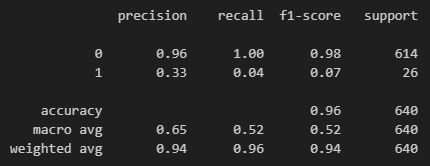 precision recall f1-score support
0 0.96 1.00 0.98 614
1 0.33 0.04 0.07 26
accuracy 0.96 640
macro avg 0.65 0.52 0.52 640
weighted avg 0.94 0.96 0.94 640